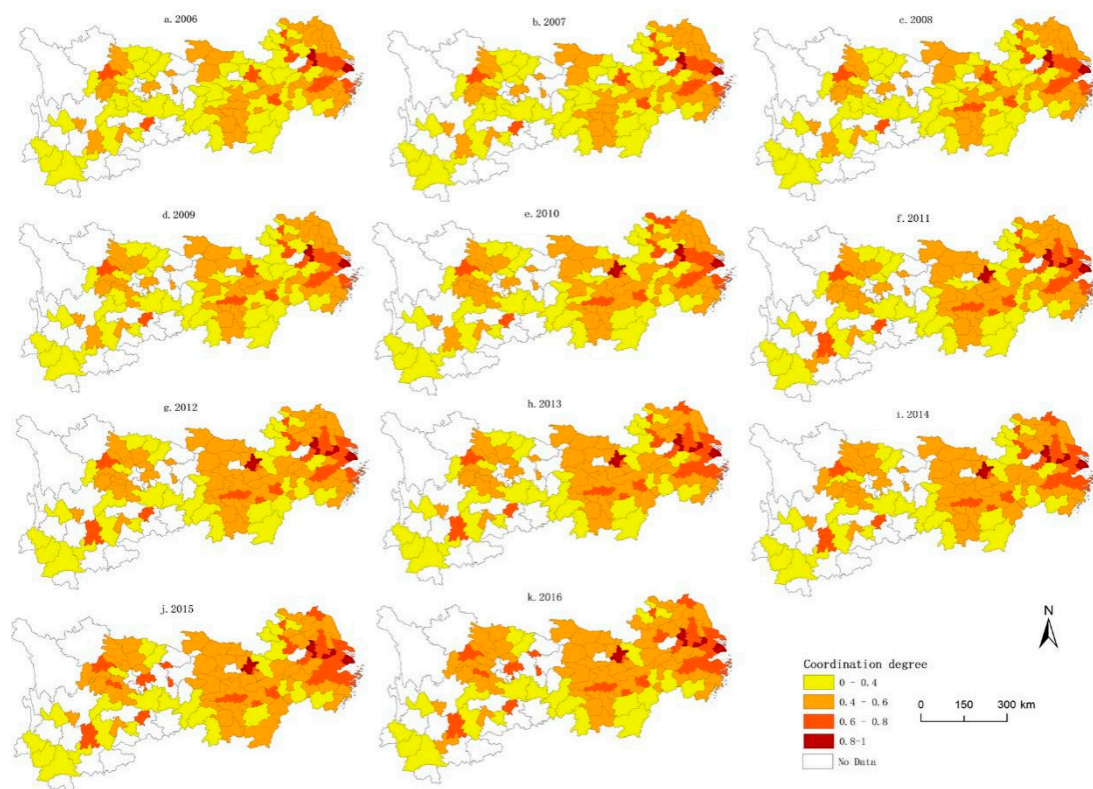 a. 2006
b. 2007
c. 2008
d. 2009
e. 2010
f. 2011
g. 2012
h. 2013
i. 2014
j. 2015
k. 2016
N
Coordination degree
0 - 0.4
0.4 - 0.6
0.6 - 0.8
0.8-1
No Data
0 150 300 km